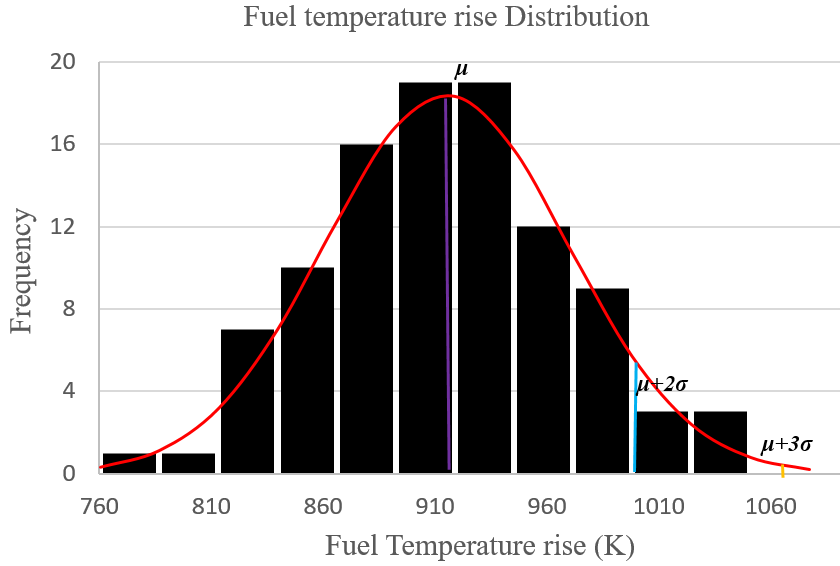 Fuel temperature rise Distribution
μ
20
16
12
8
4
0
Frequency
μ+2σ
μ+3σ
760 810 860 910 960 1010 1060
Fuel Temperature rise (K)